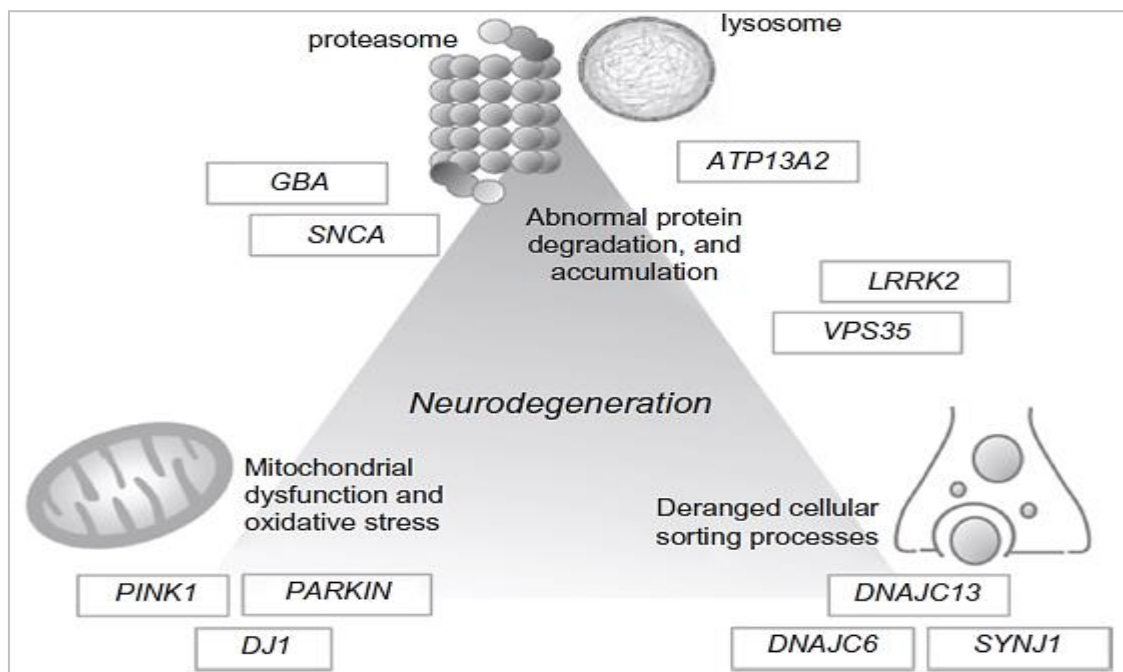 proteasome
lysosome
ATP13A2
GBA
SNCA
Abnormal protein
degradation, and
accumulation
LRRK2
VPS35
Neurodegeneration
Mitochondrial
dysfunction and
oxidative stress
Deranged cellular
sorting processes
PINK1
PARKIN
DJ1
DNAJC13
DNAJC6
SYNJ1